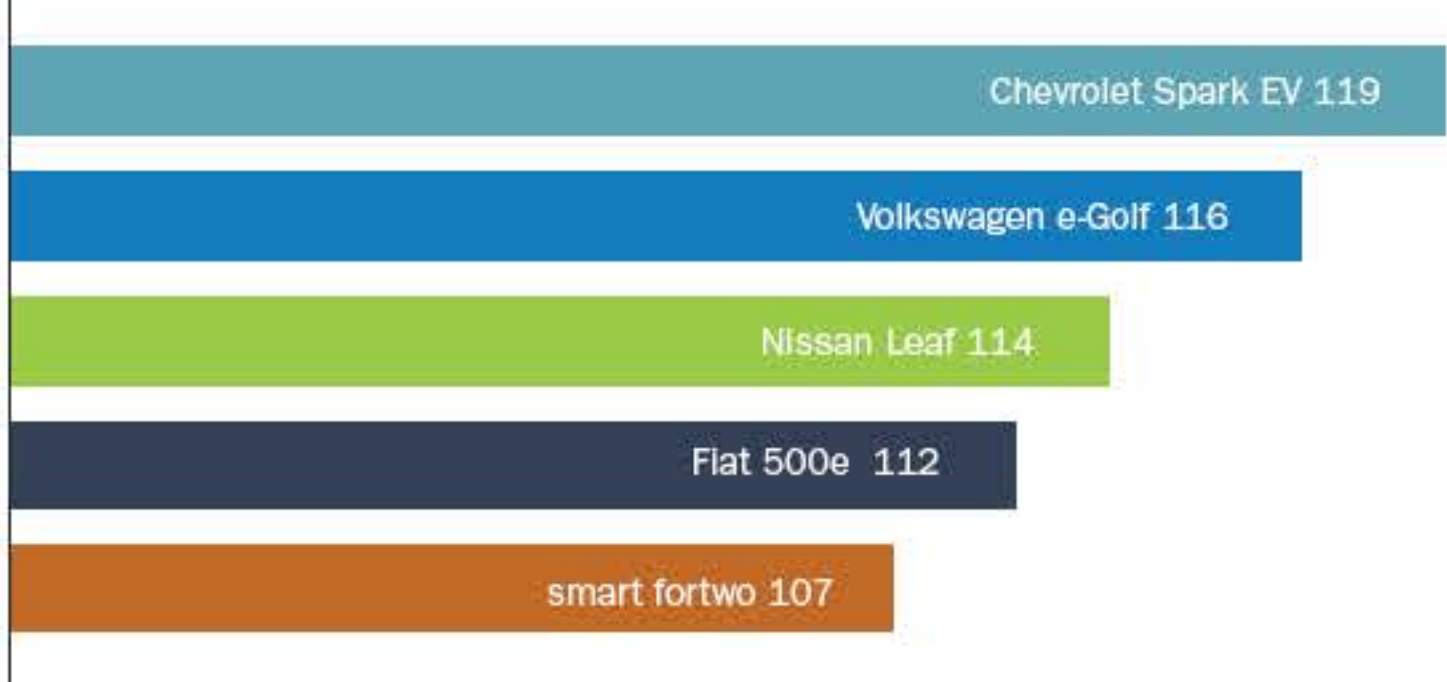 Chevrolet Spark EV 119
Volkswagen e-Golf 116
Nissan Leaf 114
Fiat 500e 112
smart fortwo 107